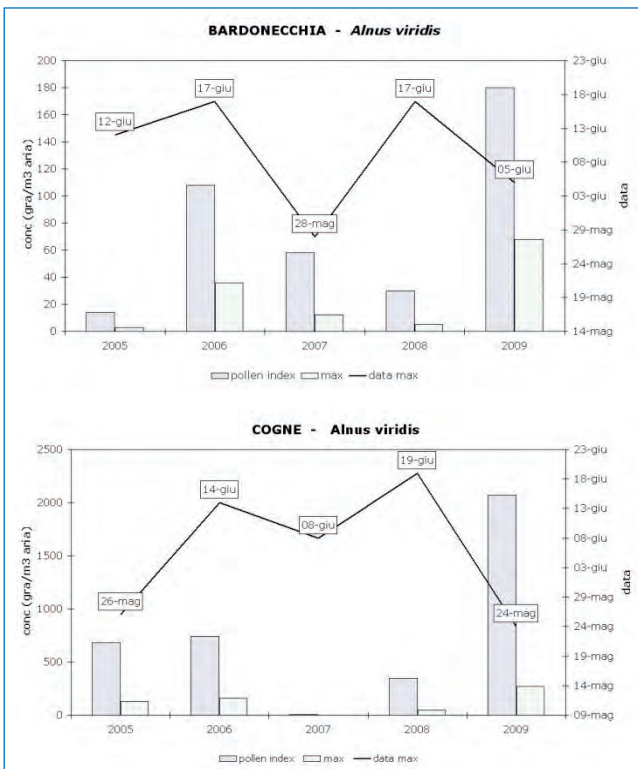 BARDONECCHIA - Alnus viridis
conc (gra/m3 aria)
200
180
160
140
120
100
80
60
40
20
0
12-giu
17-giu
28-mag
17-giu
05-giu
23-giu
18-giu
13-giu
08-giu
03-giu
29-mag
24-mag
19-mag
14-mag
data
2005 2006 2007 2008 2009
pollen index max data max
COGNE - Alnus viridis
conc (gra/m3 aria)
2500
2000
1500
1000
500
0
26-mag
14-giu
08-giu
19-giu
24-mag
23-giu
18-giu
13-giu
08-giu
03-giu
29-mag
24-mag
19-mag
14-mag
09-mag
data
2005 2006 2007 2008 2009
pollen index max data max